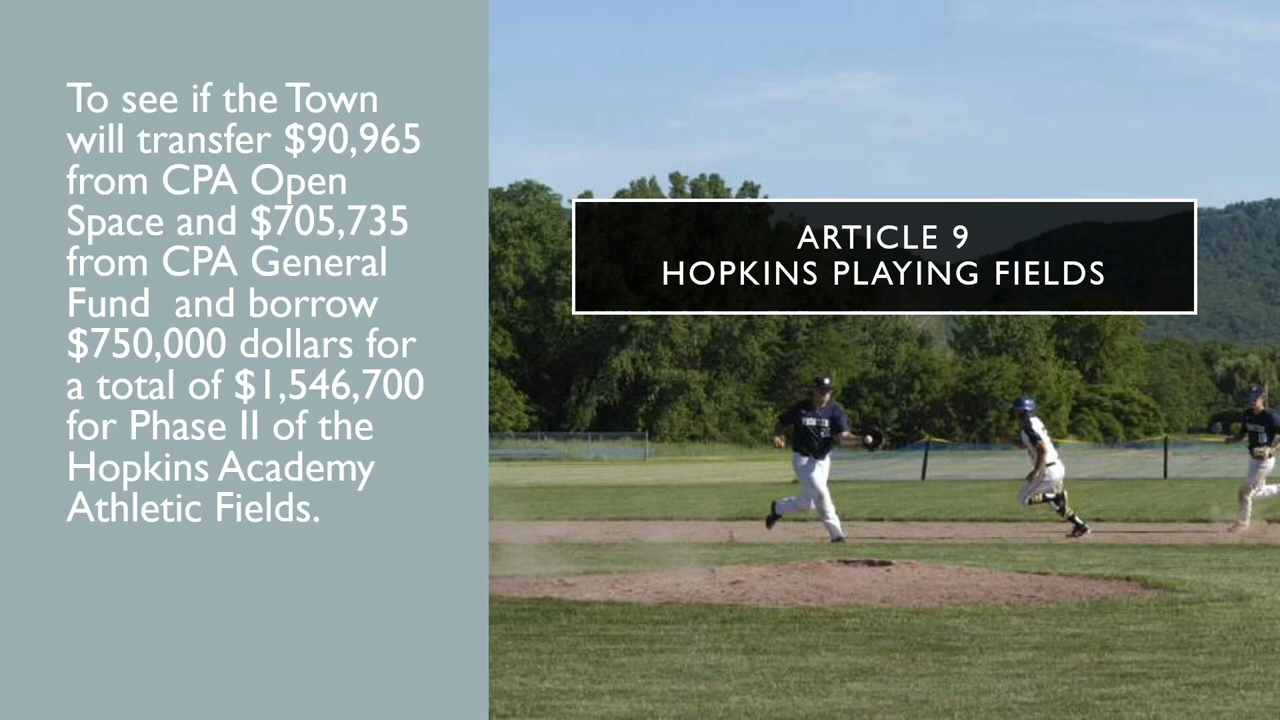 To see if the Town
will transfer $90,965
from CPA Open
Space and $705,735
from CPA General
Fund  and borrow
$750,000 dollars for
a total of $1,546,700
for Phase II of the
Hopkins Academy
Athletic Fields.
ARTICLE 9
HOPKINS PLAYING FIELDS